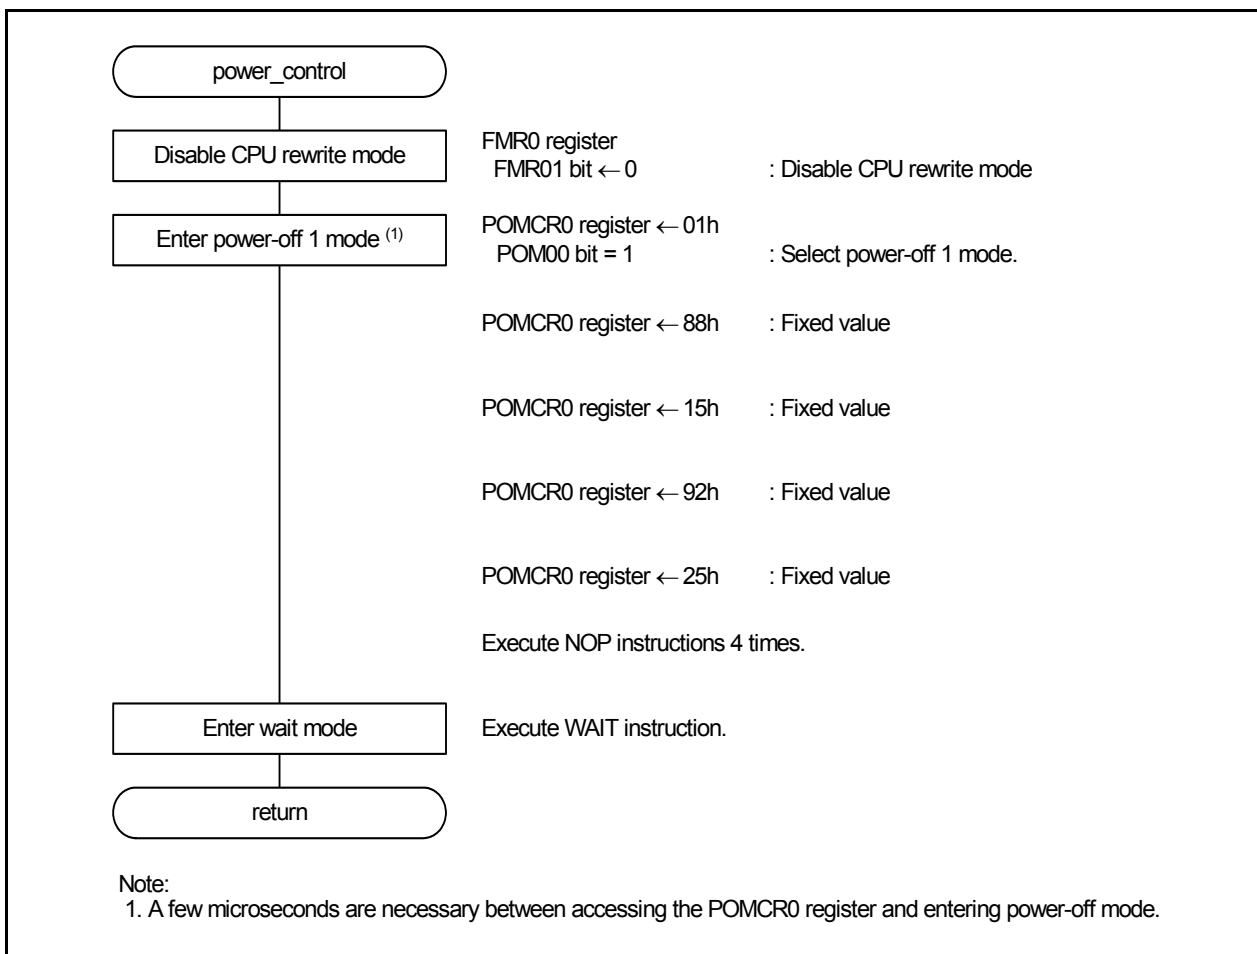 power_control
Disable CPU rewrite mode
FMR0 register
FMR01 bit ← 0 : Disable CPU rewrite mode
Enter power-off 1 mode (1)
POMCR0 register ← 01h
POM00 bit = 1 : Select power-off 1 mode.
POMCR0 register ← 88h : Fixed value
POMCR0 register ← 15h : Fixed value
POMCR0 register ← 92h : Fixed value
POMCR0 register ← 25h : Fixed value
Execute NOP instructions 4 times.
Enter wait mode
Execute WAIT instruction.
return
Note:
1. A few microseconds are necessary between accessing the POMCR0 register and entering power-off mode.